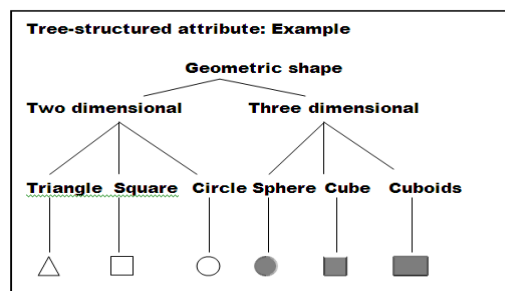 Tree-structured attribute: Example
Geometric shape
Two dimensional Three dimensional
Triangle Square Circle Sphere Cube Cuboids